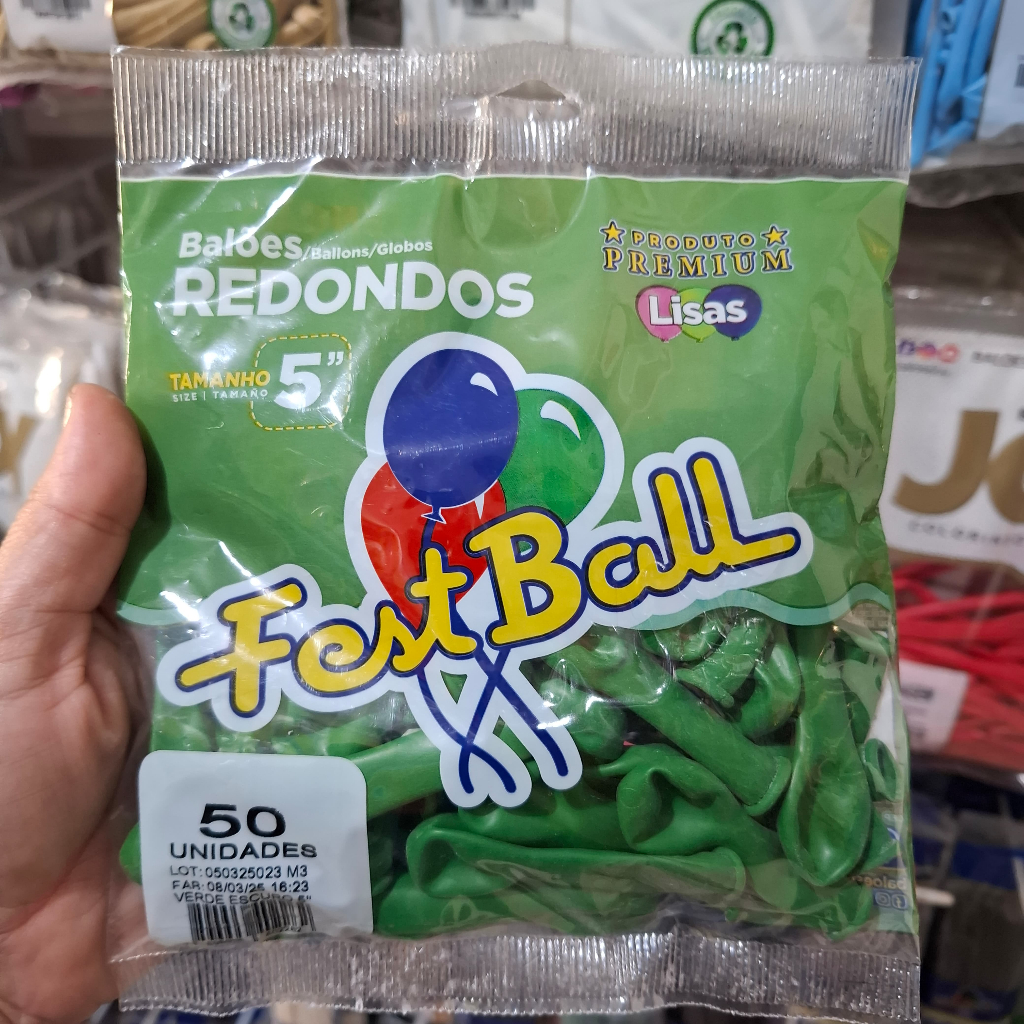 Balões/Ballons/Globos
REDONDOS
TAMANHO 5”
SIZE | TAMAÑO
PRODUTO
PREMIUM
Lisas
Fest Ball
50
UNIDADES
LOT: 050325023 M3
FAR: 08/03/25 16:23
VERDE ESCURO 5"